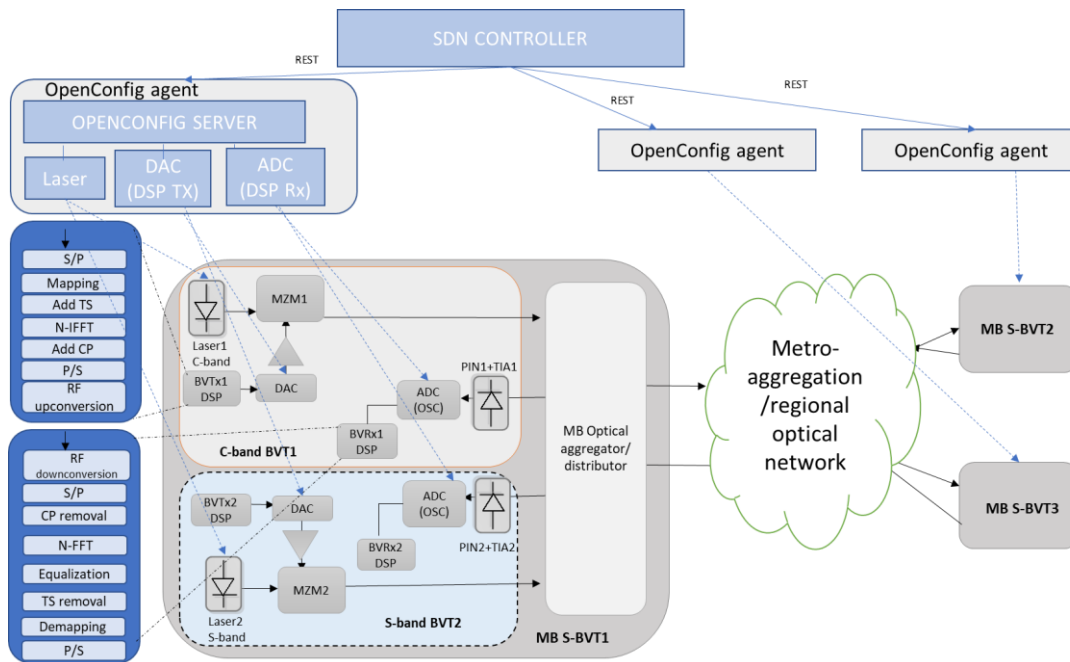 SDN CONTROLLER
REST
REST
REST
OpenConfig agent
OPENCONFIG SERVER
Laser
DAC
(DSP TX)
ADC
(DSP Rx)
OpenConfig agent
OpenConfig agent
S/P
Mapping
Add TS
N-IFFT
Add CP
P/S
RF
upconversion
RF
downconversion
S/P
CP removal
N-FFT
Equalization
TS removal
Demapping
P/S
MZM1
Laser1
C-band
BVTx1
DSP
DAC
ADC
(OSC)
PIN1+TIA1
BVRx1
DSP
C-band BVT1
BVTx2
DSP
DAC
ADC
(OSC)
PIN2+TIA2
BVRx2
DSP
MZM2
Laser2
S-band
S-band BVT2
MB Optical
aggregator/
distributor
MB S-BVT1
Metro-
aggregation
/regional
optical
network
MB S-BVT2
MB S-BVT3